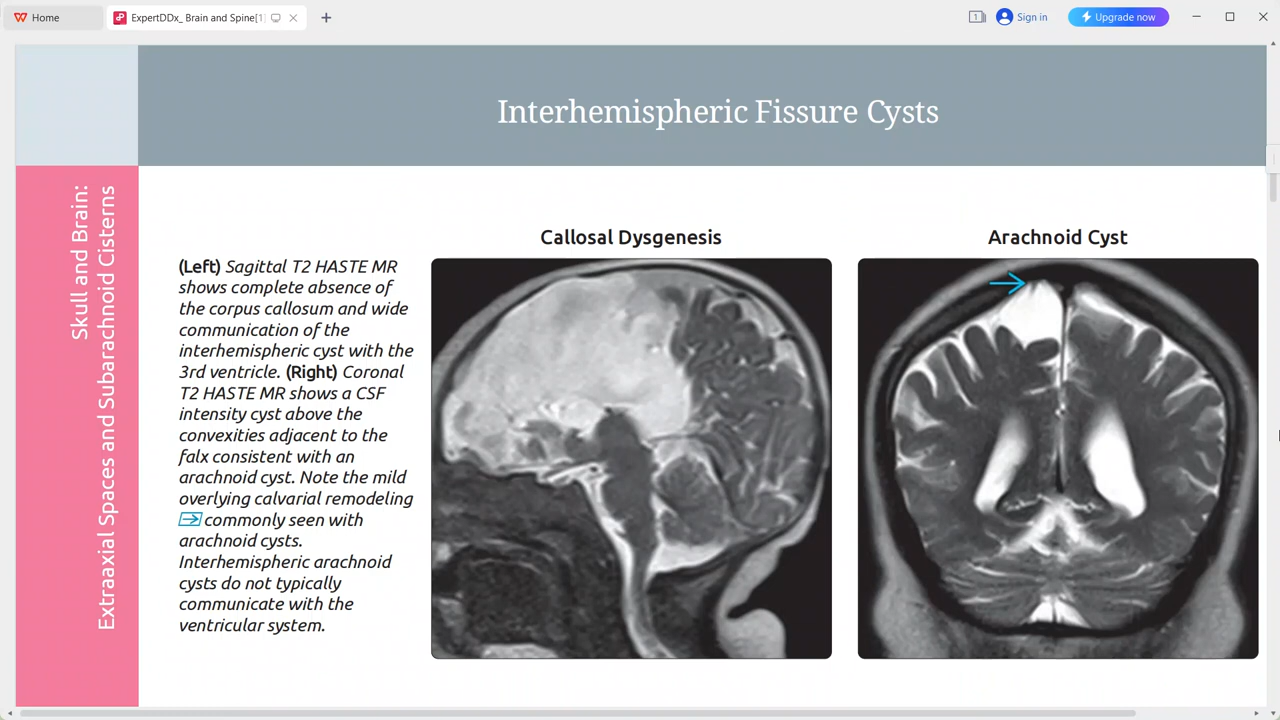 Home
ExpertDDx_ Brain and Spine[1]
1
Sign in
Upgrade now
Interhemispheric Fissure Cysts
Skull and Brain:
Extraaxial Spaces and Subarachnoid Cisterns
(Left) Sagittal T2 HASTE MR
shows complete absence of
the corpus callosum and wide
communication of the
interhemispheric cyst with the
3rd ventricle. (Right) Coronal
T2 HASTE MR shows a CSF
intensity cyst above the
convexities adjacent to the
falx consistent with an
arachnoid cyst. Note the mild
overlying calvarial remodeling
commonly seen with
arachnoid cysts.
Interhemispheric arachnoid
cysts do not typically
communicate with the
ventricular system.
Callosal Dysgenesis
Arachnoid Cyst